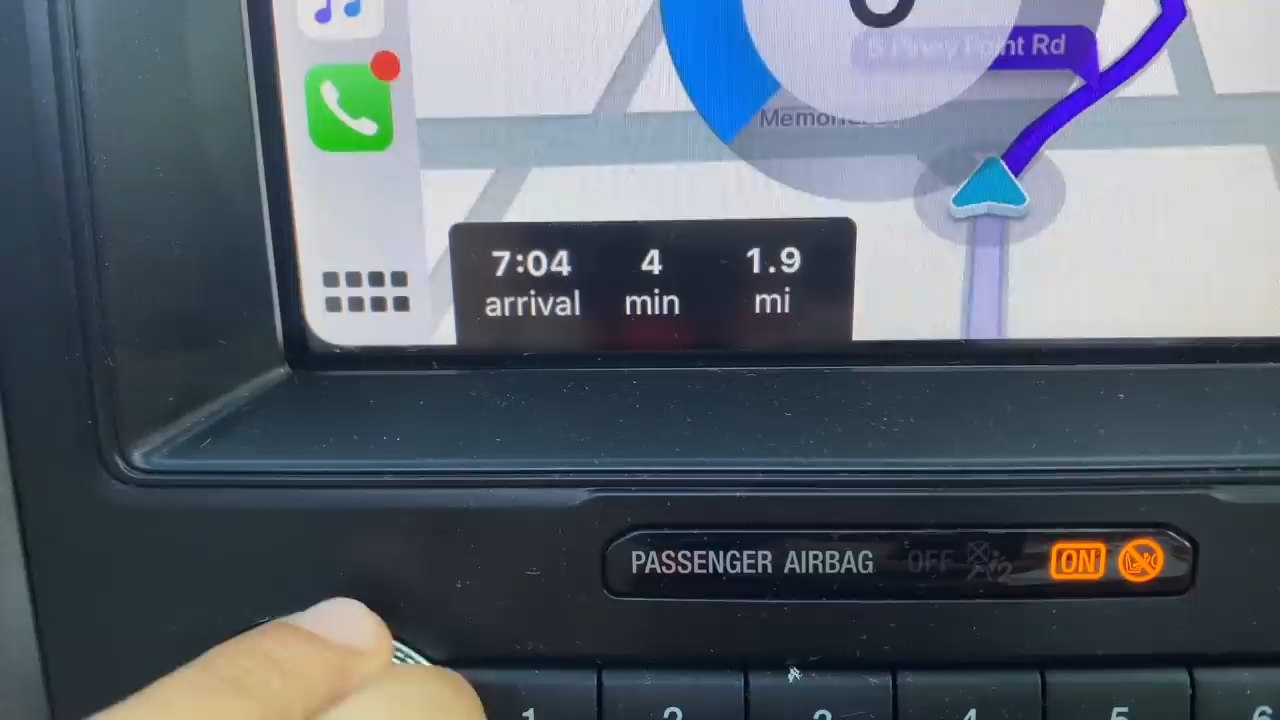 S Piney Point Rd
7:04 4 1.9
arrival min mi
PASSENGER AIRBAG OFF ON
1 2 3 4 5 6